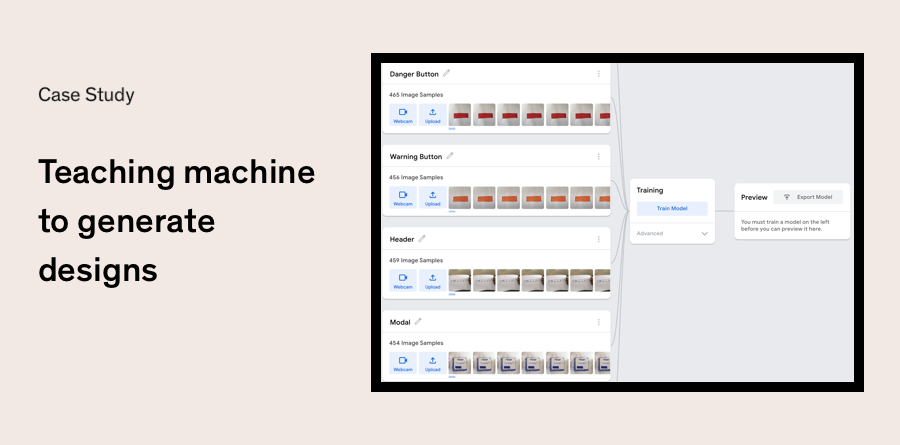 Case Study
Teaching machine
to generate
designs
Danger Button
465 Image Samples
Webcam
Upload
Warning Button
456 Image Samples
Webcam
Upload
Header
459 Image Samples
Webcam
Upload
Modal
454 Image Samples
Webcam
Upload
Training
Train Model
Advanced
Preview
Export Model
You must train a model on the left
before you can preview it here.